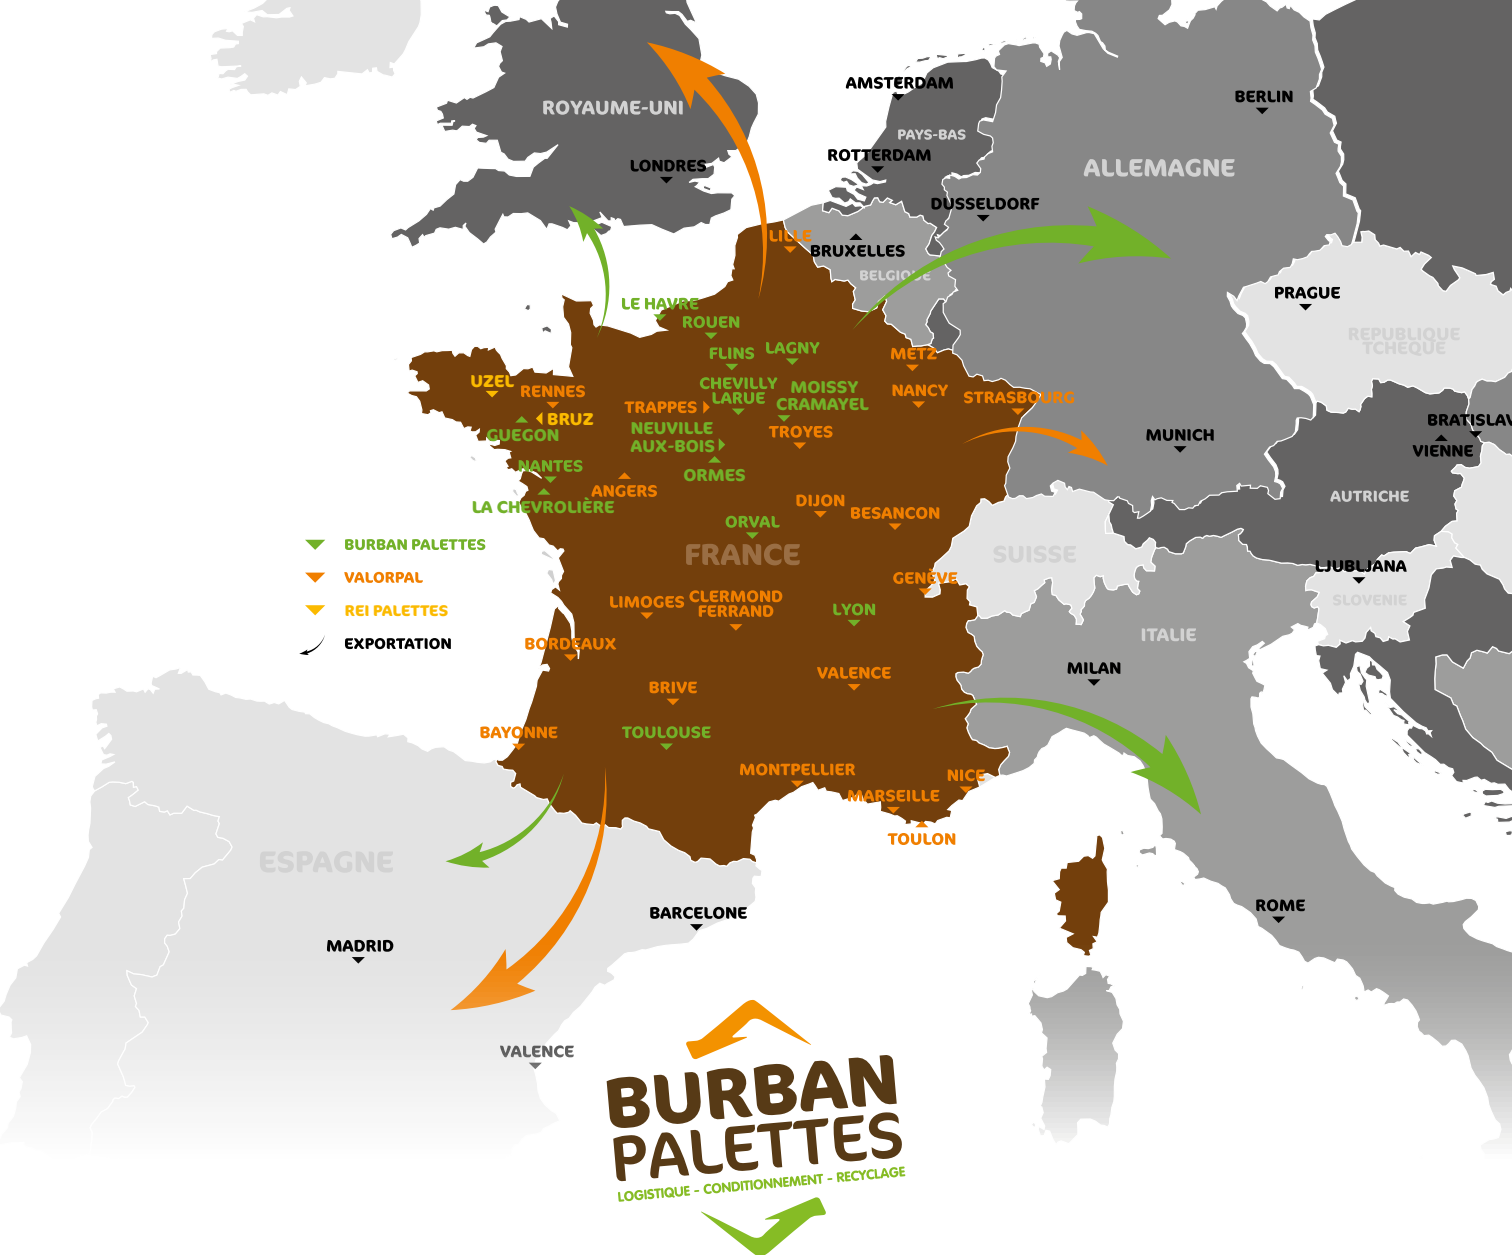 AMSTERDAM
BERLIN
ROYAUME-UNI
PAYS-BAS
LONDRES
ROTTERDAM
ALLEMAGNE
DUSSELDORF
LILLE
BRUXELLES
BELGIQUE
PRAGUE
REPUBLIQUE
TCHEQUE
LE HAVRE
ROUEN
FLINS
LAGNY
METZ
UZEL
RENNES
CHEVILLY
LARUE
MOISSY
CRAMAYEL
NANCY
STRASBOURG
TRAPPES
BRUZ
GUEGON
NEUVILLE
AUX-BOIS
TROYES
MUNICH
BRATISLAV
VIENNE
NANTES
ORMES
ANGERS
LA CHEVROLIÈRE
DIJON
BESANCON
AUTRICHE
ORVAL
FRANCE
SUISSE
BURBAN PALETTES
VALORPAL
REI PALETTES
EXPORTATION
GENÈVE
LJUBLJANA
SLOVENIE
LIMOGES
CLERMOND
FERRAND
LYON
ITALIE
BORDEAUX
MILAN
VALENCE
BRIVE
BAYONNE
TOULOUSE
MONTPELLIER
NICE
MARSEILLE
TOULON
ESPAGNE
BARCELONE
ROME
MADRID
VALENCE
BURBAN
PALETTES
LOGISTIQUE - CONDITIONNEMENT - RECYCLAGE